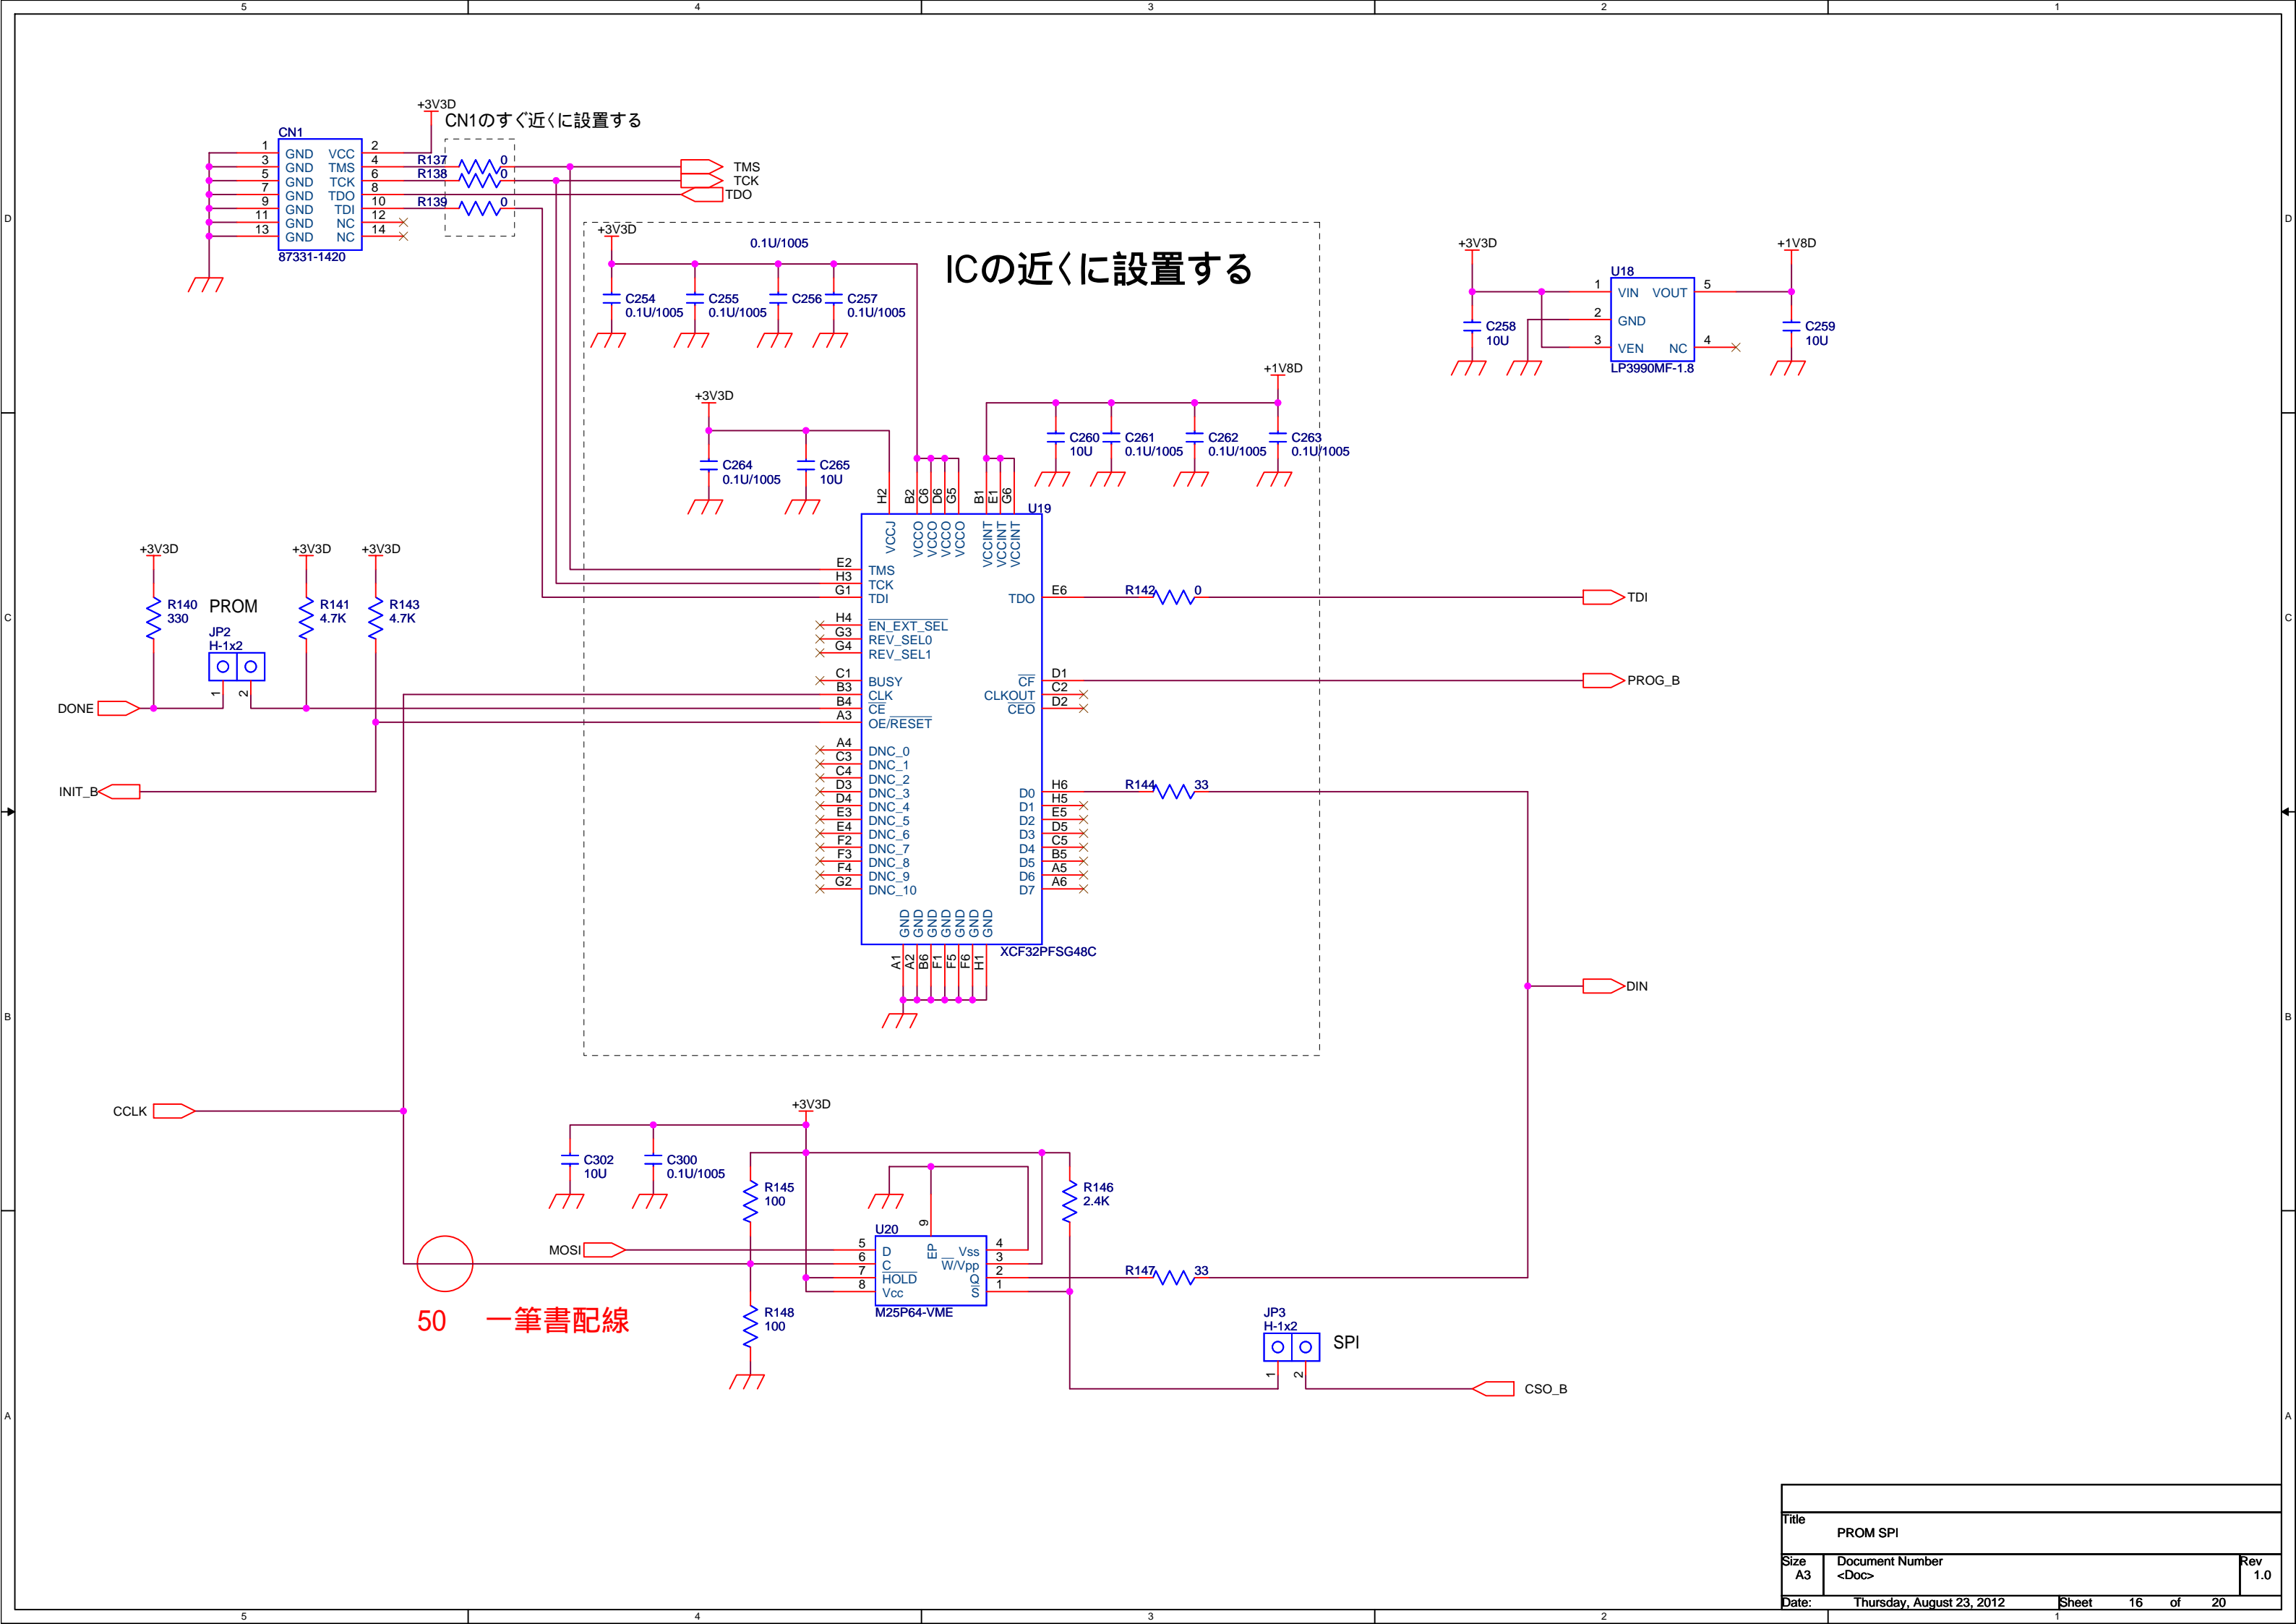 5 4 3 2 1
+3V3D
CN1のすぐ近くに設置する
CN1
1 GND VCC 2
3 GND TMS 4 R137 0 TMS
5 GND TCK 6 R138 0 TCK
7 GND TDO 8 TDO
9 GND TDI 10 R139 0
11 GND NC 12
13 GND NC 14
87331-1420
D D
+3V3D 0.1U/1005
ICの近くに設置する
C254 0.1U/1005
C255 0.1U/1005
C256
C257 0.1U/1005
+3V3D +1V8D
U18
1 VIN VOUT 5
2 GND
3 VEN NC 4
LP3990MF-1.8
C258 10U
C259 10U
+3V3D
C264 0.1U/1005
C265 10U
+1V8D
C260 10U
C261 0.1U/1005
C262 0.1U/1005
C263 0.1U/1005
H2 B2 C6 D6 G5 B1 E1 G6
U19
VCCJ VCCO VCCO VCCO VCCO VCCINT VCCINT VCCINT
E2 TMS
H3 TCK
G1 TDI
TDO E6 R142 0 TDI
H4 EN_EXT_SEL
G3 REV_SEL0
G4 REV_SEL1
C1 BUSY
B3 CLK
B4 CE
A3 OE/RESET
CF D1 PROG_B
CLKOUT C2
CEO D2
A4 DNC_0
C3 DNC_1
C4 DNC_2
D3 DNC_3
D4 DNC_4
E3 DNC_5
E4 DNC_6
F2 DNC_7
F3 DNC_8
F4 DNC_9
G2 DNC_10
D0 H6 R144 33
D1 H5
D2 E5
D3 D5
D4 C5
D5 B5
D6 A5
D7 A6
GND GND GND GND GND GND GND
A1 A2 B6 F1 F5 F6 H1
XCF32PFSG48C
+3V3D +3V3D +3V3D
R140 330
PROM
JP2
H-1x2
1 2
R141 4.7K
R143 4.7K
C C
DONE
INIT_B
DIN
B B
CCLK
+3V3D
C302 10U
C300 0.1U/1005
R145 100
R146 2.4K
U20
9
EP
MOSI 5 D
6 C
7 HOLD
8 Vcc
Vss 4
W/Vpp 3
Q 2
S 1
M25P64-VME
R147 33
R148 100
50 一筆書配線
JP3
H-1x2
SPI
1 2
CSO_B
A A
Title
PROM SPI
Size Document Number Rev
A3 <Doc> 1.0
Date: Thursday, August 23, 2012 Sheet 16 of 20
5 4 3 2 1